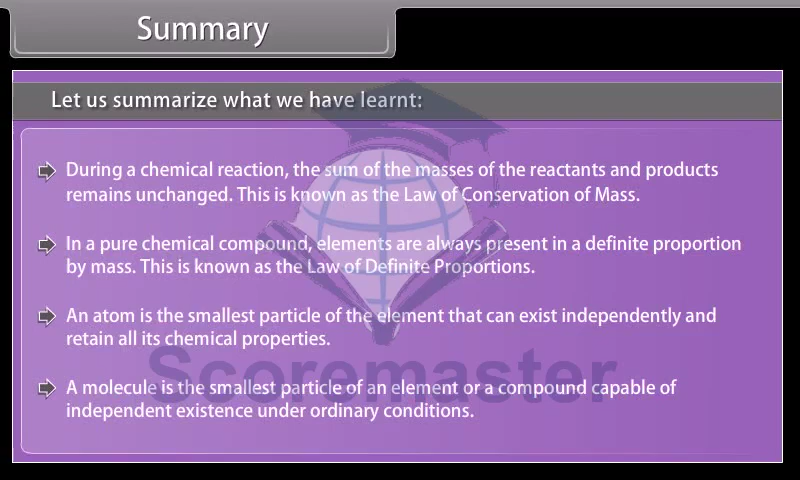 Summary
Let us summarize what we have learnt:
During a chemical reaction, the sum of the masses of the reactants and products
remains unchanged. This is known as the Law of Conservation of Mass.
In a pure chemical compound, elements are always present in a definite proportion
by mass. This is known as the Law of Definite Proportions.
An atom is the smallest particle of the element that can exist independently and
retain all its chemical properties.
Scoremaster
A molecule is the smallest particle of an element or a compound capable of
independent existence under ordinary conditions.